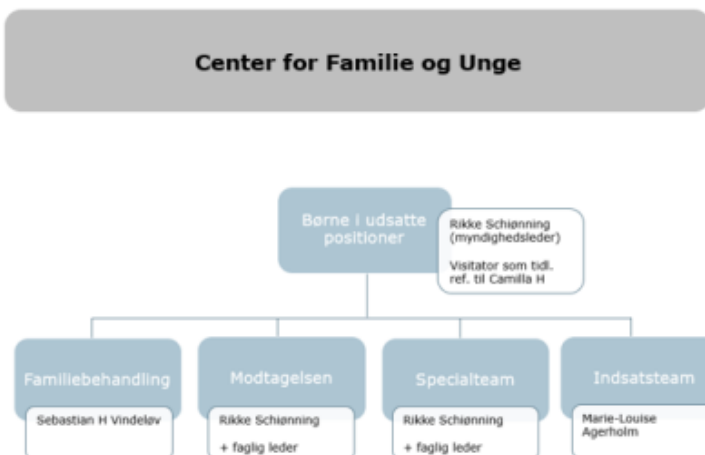 Center for Familie og Unge
Børne i udsatte
positioner
Rikke Schiønning
(myndighedsleder)
Visitator som tidl.
ref. til Camilla H
Familiebehandling
Sebastian H Vindeløv
Modtagelsen
Rikke Schiønning
+ faglig leder
Specialteam
Rikke Schiønning
+ faglig leder
Indsatsteam
Marie-Louise
Agerholm